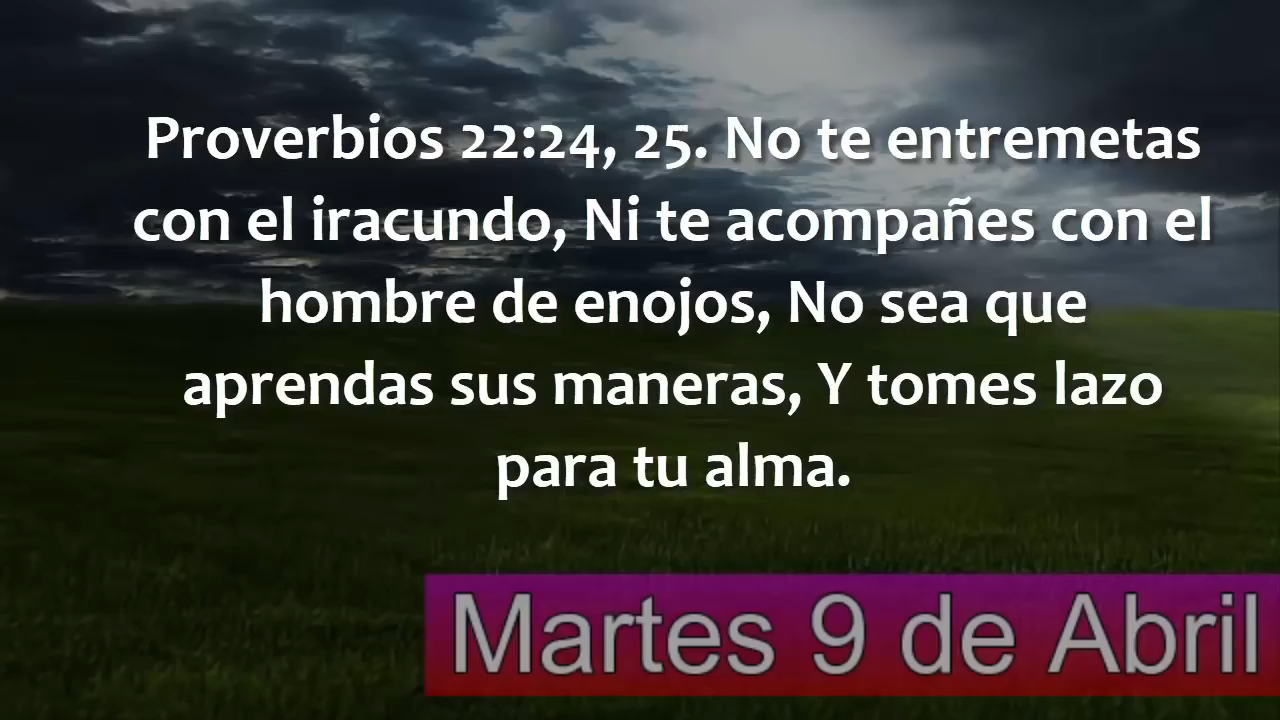 Proverbios 22:24, 25. No te entremetas
con el iracundo, Ni te acompañes con el
hombre de enojos, No sea que
aprendas sus maneras, Y tomes lazo
para tu alma.
Martes 9 de Abril